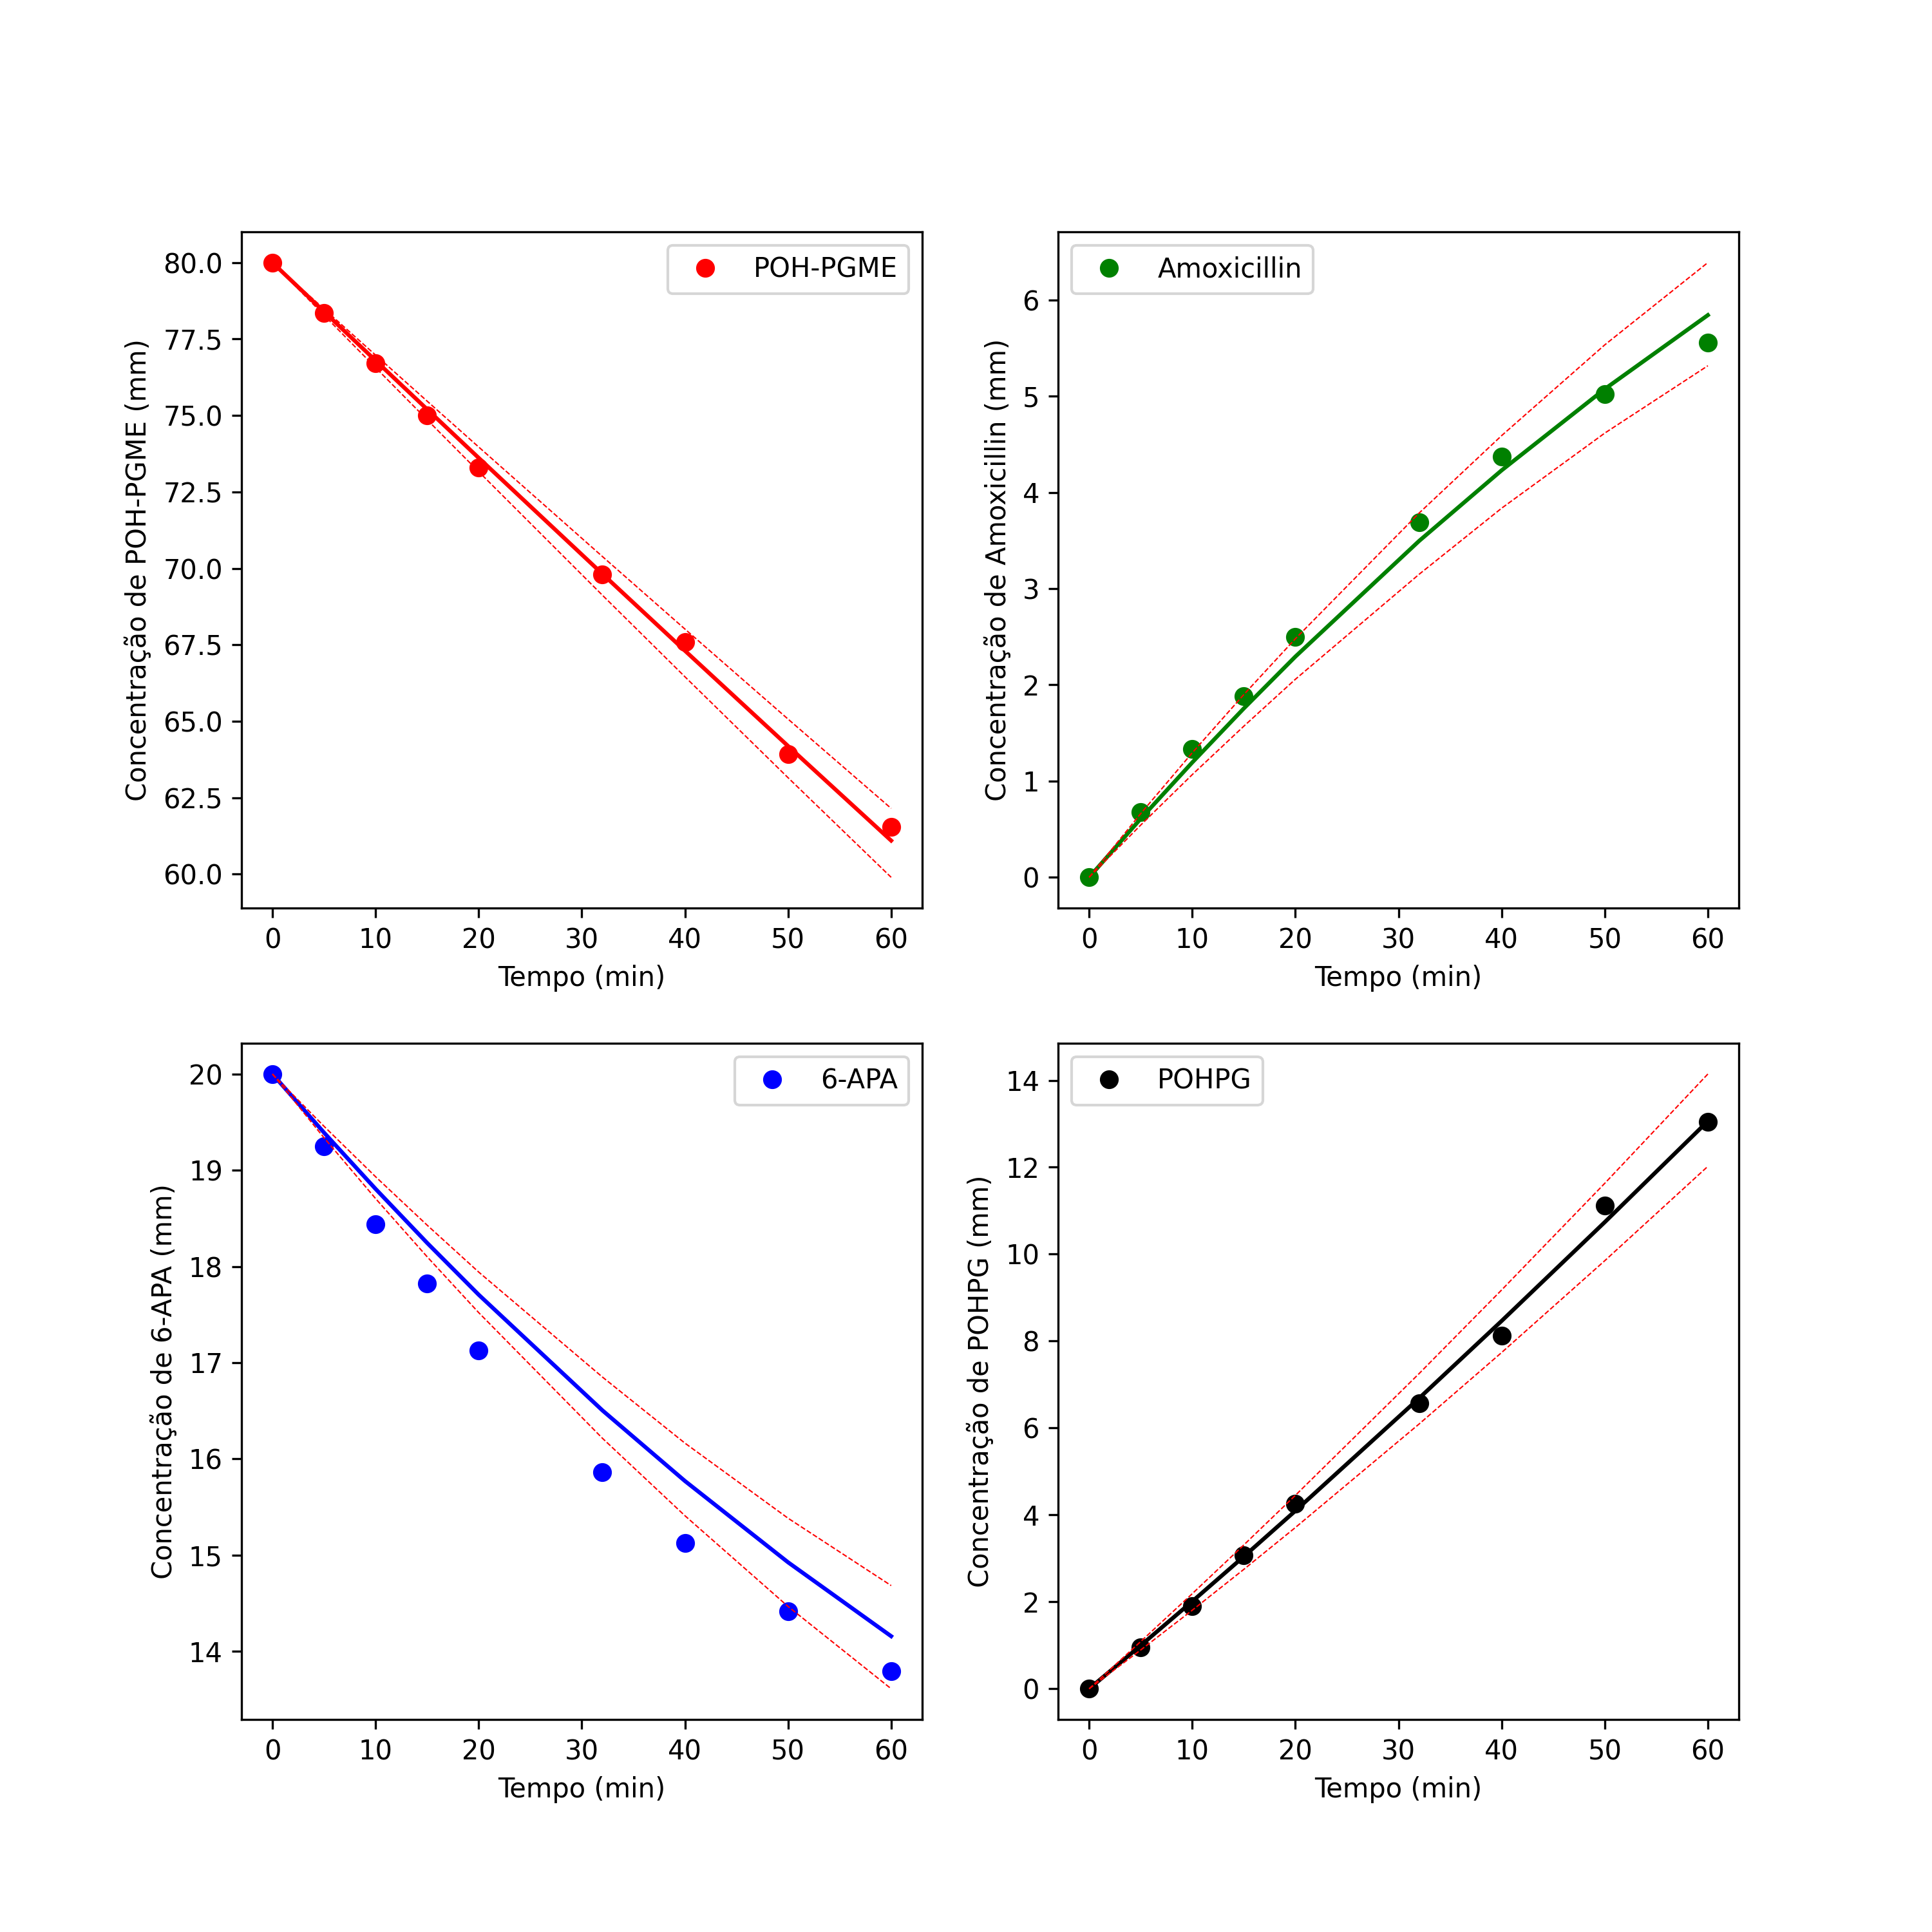 POH-PGME
80.0
77.5
75.0
72.5
70.0
67.5
65.0
62.5
60.0
Concentração de POH-PGME (mm)
0 10 20 30 40 50 60
Tempo (min)
Amoxicillin
6
5
4
3
2
1
0
Concentração de Amoxicillin (mm)
0 10 20 30 40 50 60
Tempo (min)
6-APA
20
19
18
17
16
15
14
Concentração de 6-APA (mm)
0 10 20 30 40 50 60
Tempo (min)
POHPG
14
12
10
8
6
4
2
0
Concentração de POHPG (mm)
0 10 20 30 40 50 60
Tempo (min)